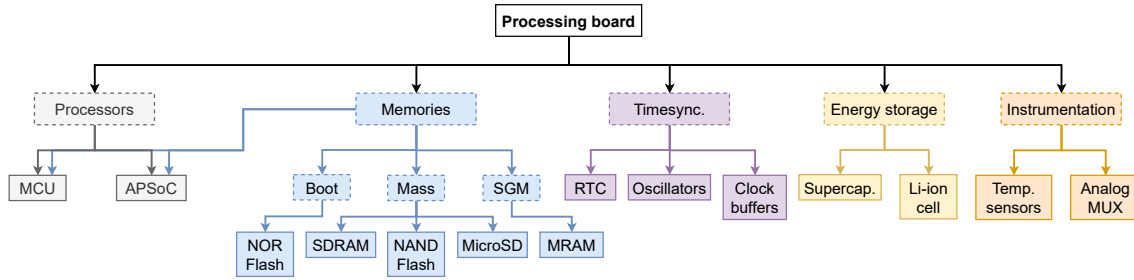 Processing board
Processors
Memories
Timesync.
Energy storage
Instrumentation
MCU
APSoC
Boot
Mass
SGM
RTC
Oscillators
Clock
buffers
Supercap.
Li-ion
cell
Temp.
sensors
Analog
MUX
NOR
Flash
SDRAM
NAND
Flash
MicroSD
MRAM